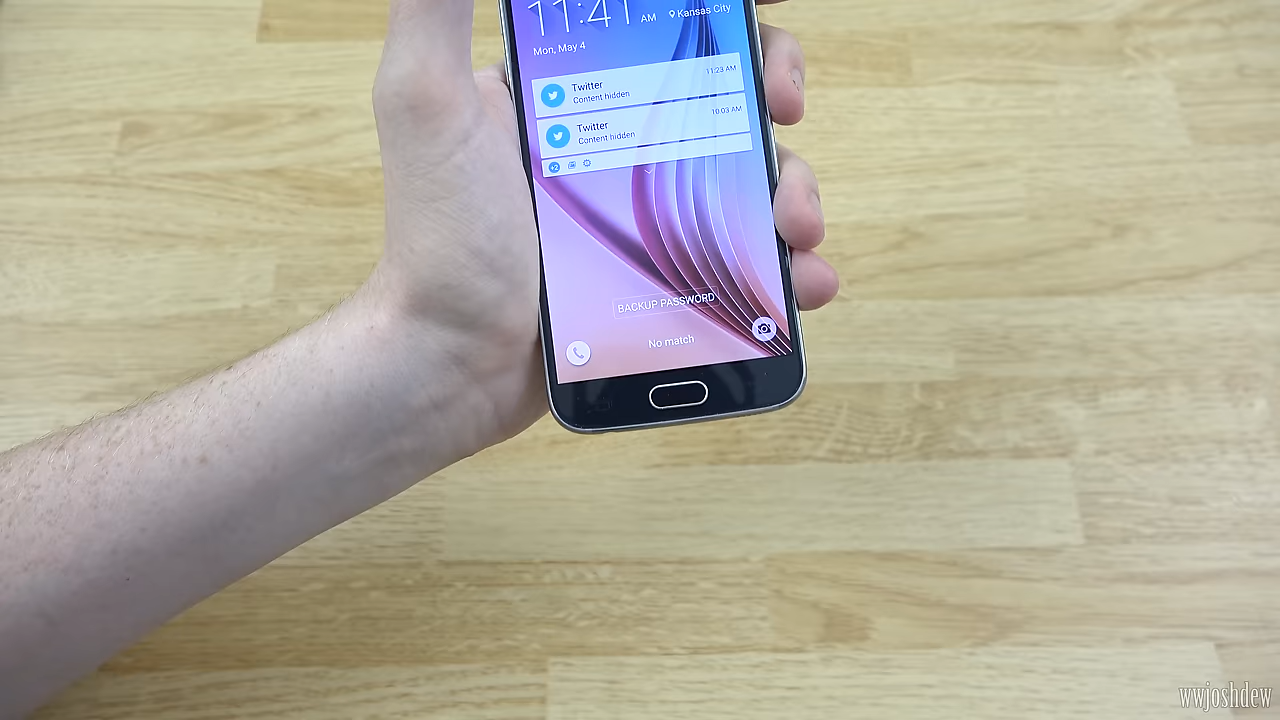 11:41 AM Kansas City
Mon, May 4
Twitter 11:23 AM
Content hidden
Twitter 10:03 AM
Content hidden
+2
BACKUP PASSWORD
No match
wwjoshdew